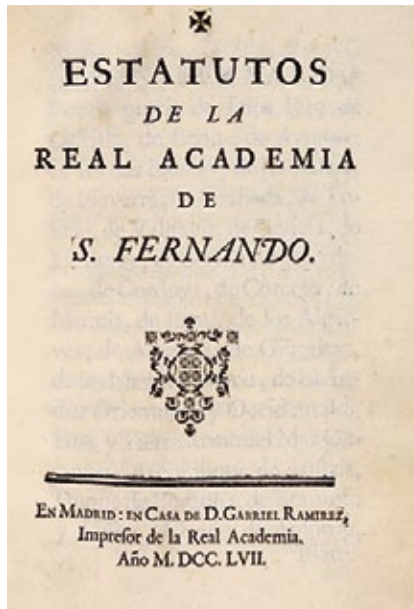 ESTATUTOS
DE LA
REAL ACADEMIA
DE
S. FERNANDO.
EN MADRID: EN CASA DE D. GABRIEL RAMIREZ,
Impreſor de la Real Academia.
Año M. DCC. LVII.